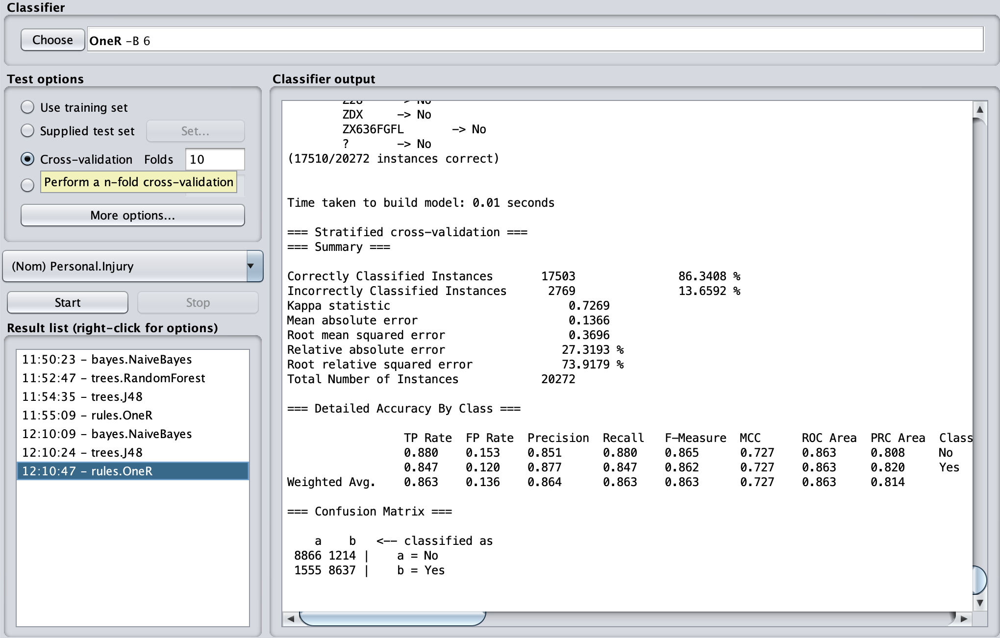 Classifier
Choose
OneR -B 6
Test options
Use training set
Supplied test set
Set...
Cross-validation Folds 10
Perform a n-fold cross-validation
More options...
(Nom) Personal.Injury
Start
Stop
Result list (right-click for options)
11:50:23 - bayes.NaiveBayes
11:52:47 - trees.RandomForest
11:54:35 - trees.J48
11:55:09 - rules.OneR
12:10:09 - bayes.NaiveBayes
12:10:24 - trees.J48
12:10:47 - rules.OneR
Classifier output
-> No
ZDX -> No
ZX636FGFL -> No
? -> No
(17510/20272 instances correct)
Time taken to build model: 0.01 seconds
=== Stratified cross-validation ===
=== Summary ===
Correctly Classified Instances 17503 86.3408 %
Incorrectly Classified Instances 2769 13.6592 %
Kappa statistic 0.7269
Mean absolute error 0.1366
Root mean squared error 0.3696
Relative absolute error 27.3193 %
Root relative squared error 73.9179 %
Total Number of Instances 20272
=== Detailed Accuracy By Class ===
TP Rate FP Rate Precision Recall F-Measure MCC ROC Area PRC Area Class
0.880 0.153 0.851 0.880 0.865 0.727 0.863 0.808 No
0.847 0.120 0.877 0.847 0.862 0.727 0.863 0.820 Yes
Weighted Avg. 0.863 0.136 0.864 0.863 0.863 0.727 0.863 0.814
=== Confusion Matrix ===
a b <-- classified as
8866 1214 | a = No
1555 8637 | b = Yes